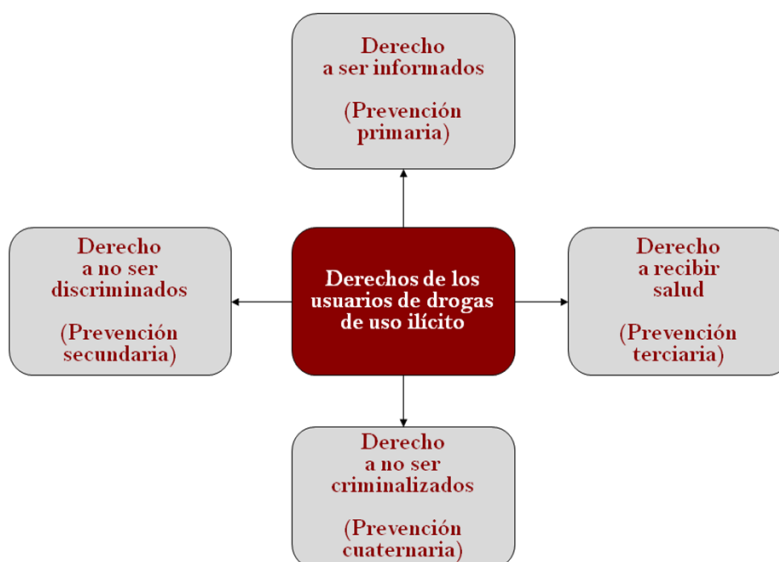 Derecho
a ser informados
(Prevención
primaria)
Derecho
a no ser
discriminados
(Prevención
secundaria)
Derechos de los
usuarios de drogas
de uso ilícito
Derecho
a recibir
salud
(Prevención
terciaria)
Derecho
a no ser
criminalizados
(Prevención
cuaternaria)